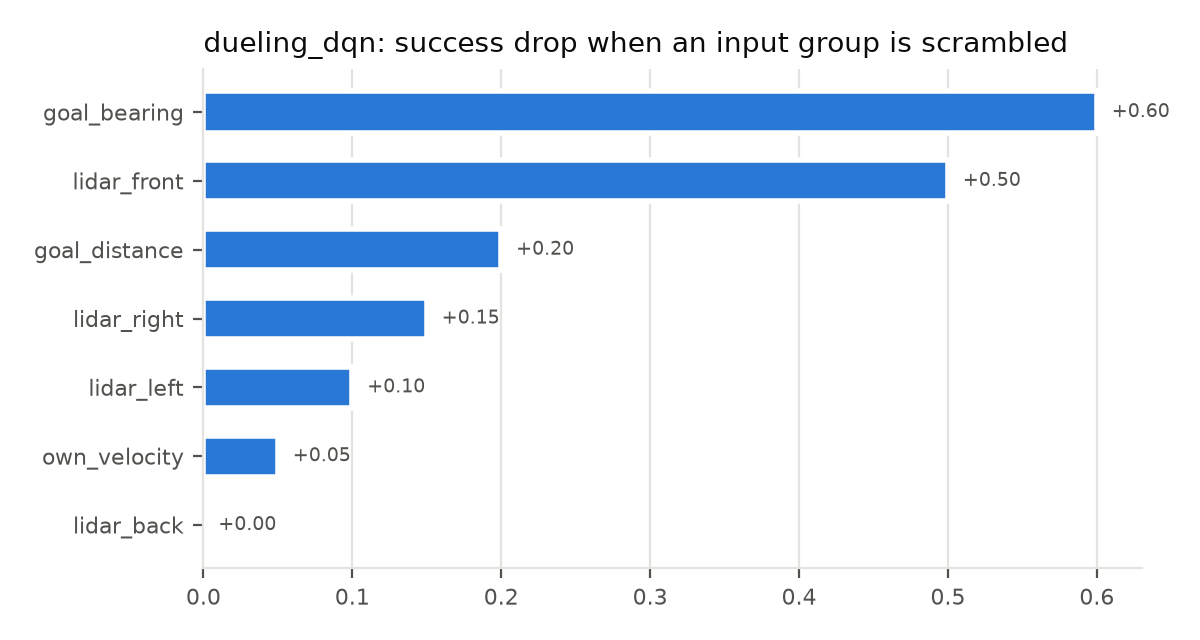 dueling_dqn: success drop when an input group is scrambled
goal_bearing +0.60
lidar_front +0.50
goal_distance +0.20
lidar_right +0.15
lidar_left +0.10
own_velocity +0.05
lidar_back +0.00
0.0 0.1 0.2 0.3 0.4 0.5 0.6